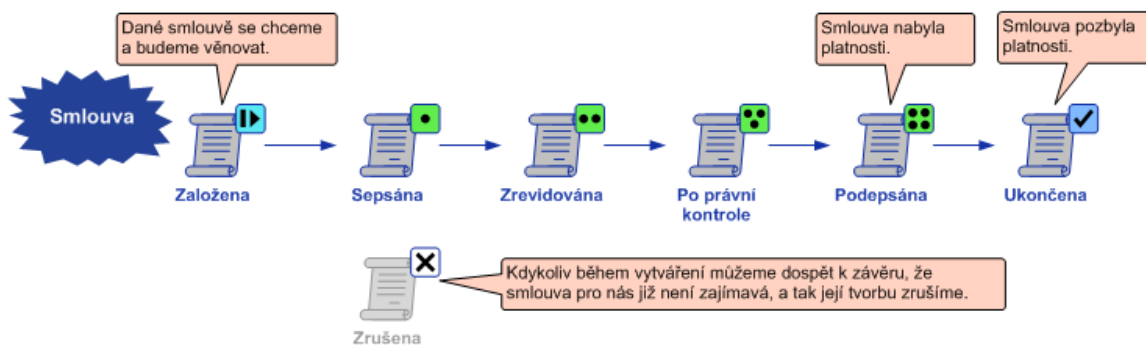 Dané smlouvě se chceme
a budeme věnovat.
Smlouva nabyla
platnosti.
Smlouva pozbyla
platnosti.
Smlouva
Založena
Sepsána
Zrevidována
Po právní
kontrole
Podepsána
Ukončena
Kdykoliv během vytváření můžeme dospět k závěru, že
smlouva pro nás již není zajímavá, a tak její tvorbu zrušíme.
Zrušena